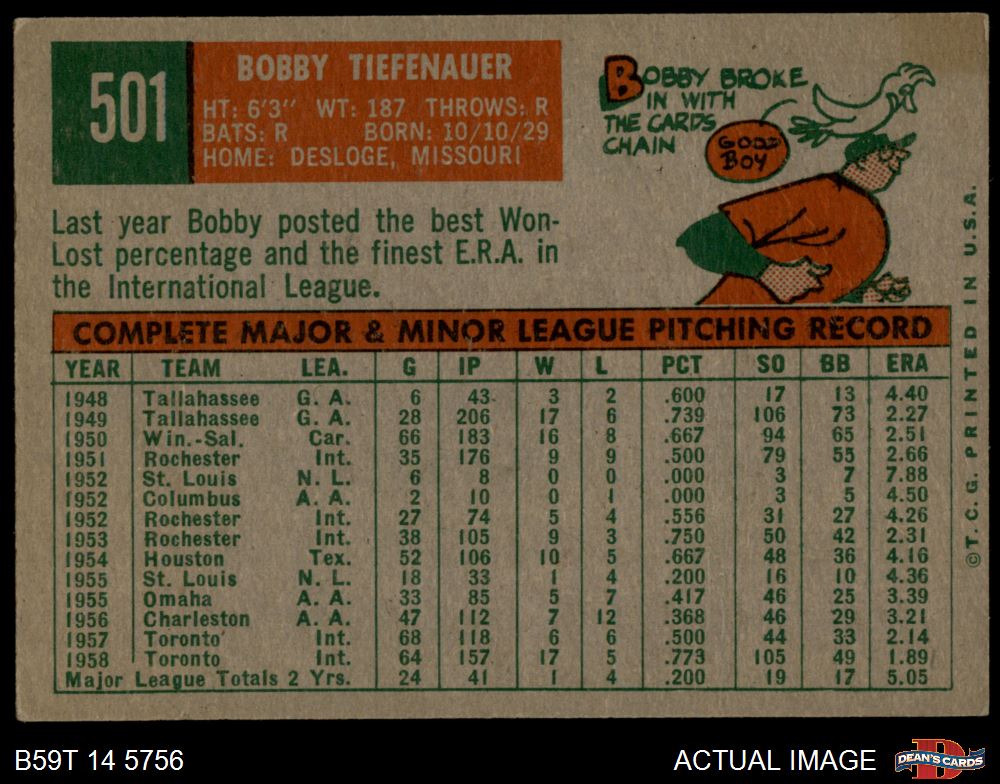 501
BOBBY TIEFENAUER
HT: 6'3" WT: 187 THROWS: R
BATS: R BORN: 10/10/29
HOME: DESLOGE, MISSOURI
BOBBY BROKE
IN WITH
THE CARDS
CHAIN
GOOD
BOY
Last year Bobby posted the best Won-
Lost percentage and the finest E.R.A. in
the International League.
COMPLETE MAJOR & MINOR LEAGUE PITCHING RECORD
YEAR TEAM LEA. G IP W L PCT SO BB ERA
1948 Tallahassee G. A. 6 43 3 2 .600 17 13 4.40
1949 Tallahassee G. A. 28 206 17 6 .739 106 73 2.27
1950 Win.-Sal. Car. 66 183 16 8 .667 94 65 2.51
1951 Rochester Int. 35 176 9 9 .500 79 55 2.66
1952 St. Louis N. L. 6 8 0 0 .000 3 7 7.88
1952 Columbus A. A. 2 10 0 1 .000 3 5 4.50
1952 Rochester Int. 27 74 5 4 .556 31 27 4.26
1953 Rochester Int. 38 105 9 3 .750 50 42 2.31
1954 Houston Tex. 52 106 10 5 .667 48 36 4.16
1955 St. Louis N. L. 18 33 1 4 .200 16 10 4.36
1955 Omaha A. A. 33 85 5 7 .417 46 25 3.39
1956 Charleston A. A. 47 112 7 12 .368 46 29 3.21
1957 Toronto Int. 68 118 6 6 .500 44 33 2.14
1958 Toronto Int. 64 157 17 5 .773 105 49 1.89
Major League Totals 2 Yrs. 24 41 1 4 .200 19 17 5.05
© T. C. G. PRINTED IN U.S.A.
B59T 14 5756
ACTUAL IMAGE
DEAN'S CARDS